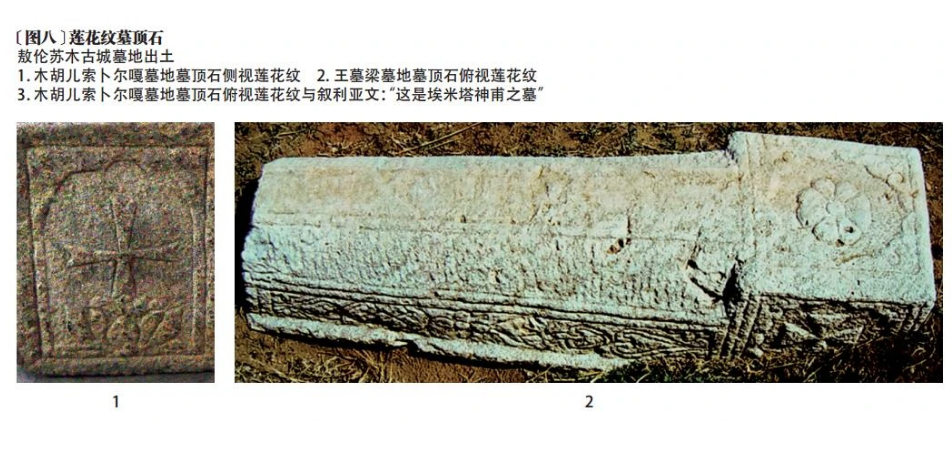 〔图八〕莲花纹墓顶石
敖伦苏木古城墓地出土
1. 木胡儿索卜尔嘎墓地墓顶石侧视莲花纹 2. 王墓梁墓地墓顶石俯视莲花纹
3. 木胡儿索卜尔嘎墓地墓顶石俯视莲花纹与叙利亚文：“这是埃米塔神甫之墓”
1
2